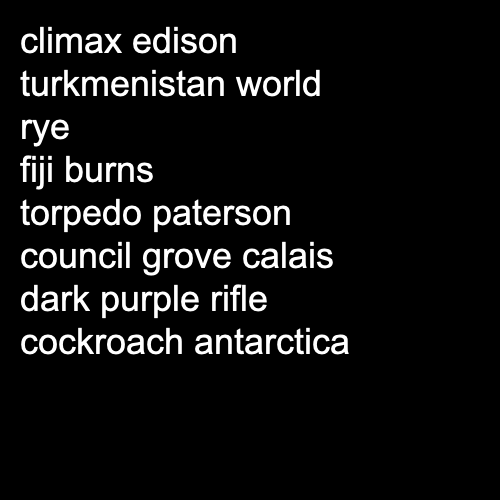 climax edison
turkmenistan world
rye
fiji burns
torpedo paterson
council grove calais
dark purple rifle
cockroach antarctica